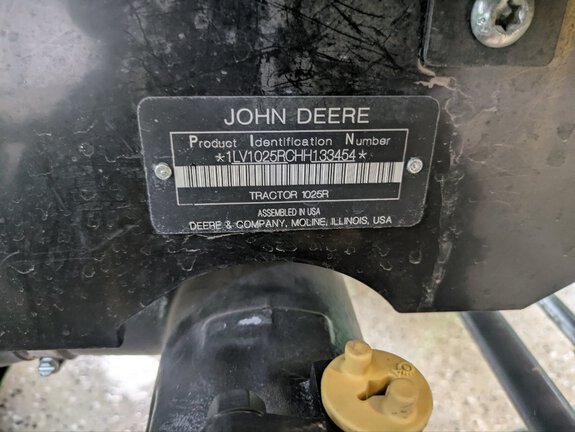 JOHN DEERE
Product Identification Number
*1LV1025RCHH133454*
TRACTOR 1025R
ASSEMBLED IN USA
DEERE & COMPANY, MOLINE, ILLINOIS, USA